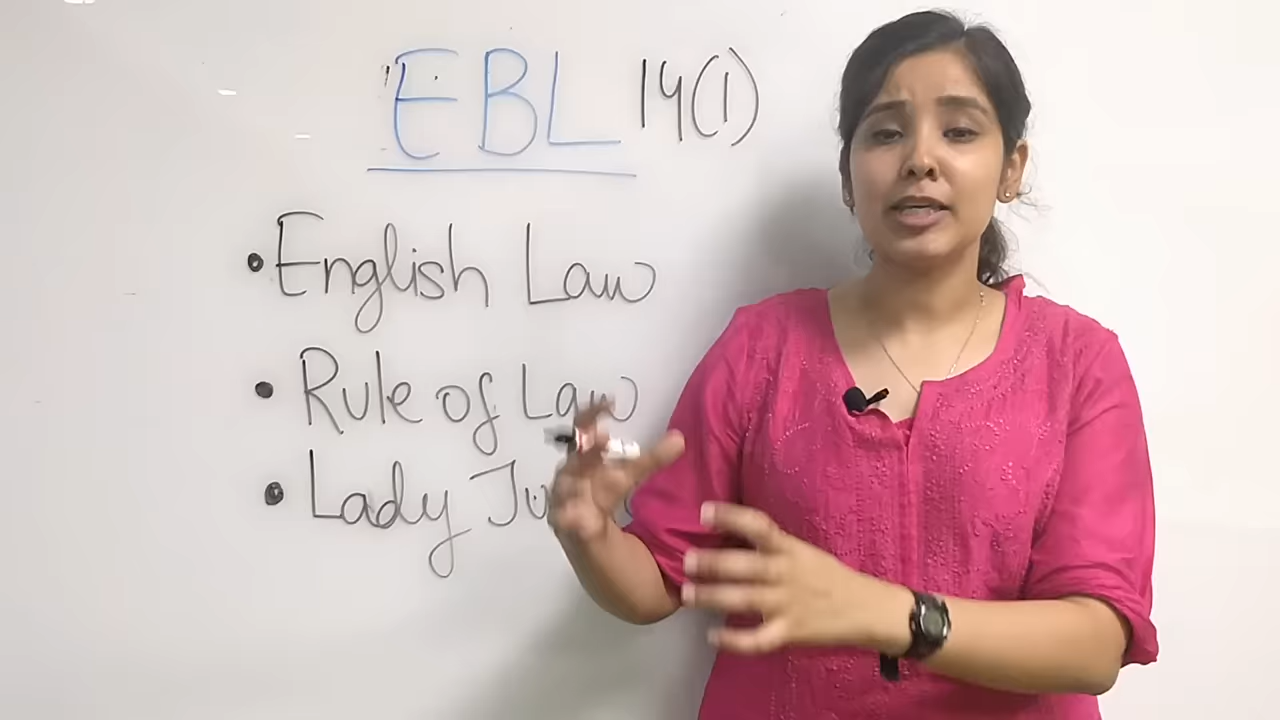 EBL 14(1)
• English Law
• Rule of Law
• Lady